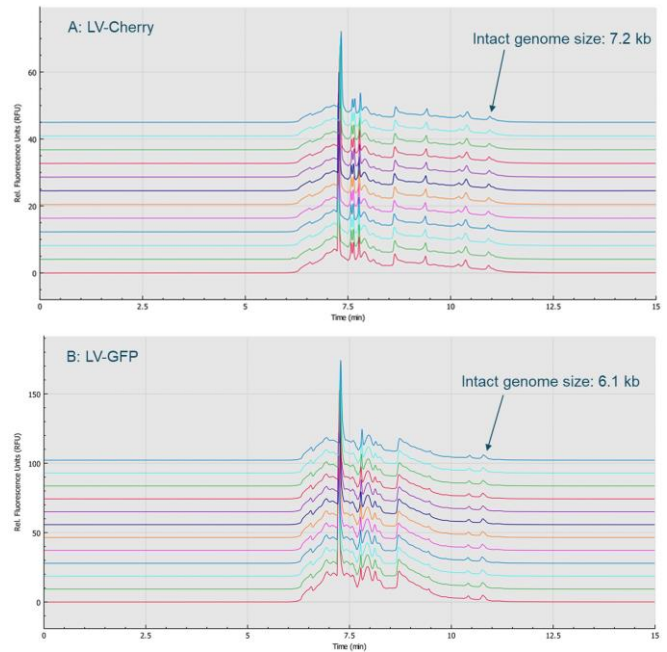 A: LV-Cherry
Intact genome size: 7.2 kb
Rel. Fluorescence Units (RFU)
60
40
20
0
0
2.5
5
7.5
10
12.5
15
Time (min)
B: LV-GFP
Intact genome size: 6.1 kb
Rel. Fluorescence Units (RFU)
150
100
50
0
0
2.5
5
7.5
10
12.5
15
Time (min)